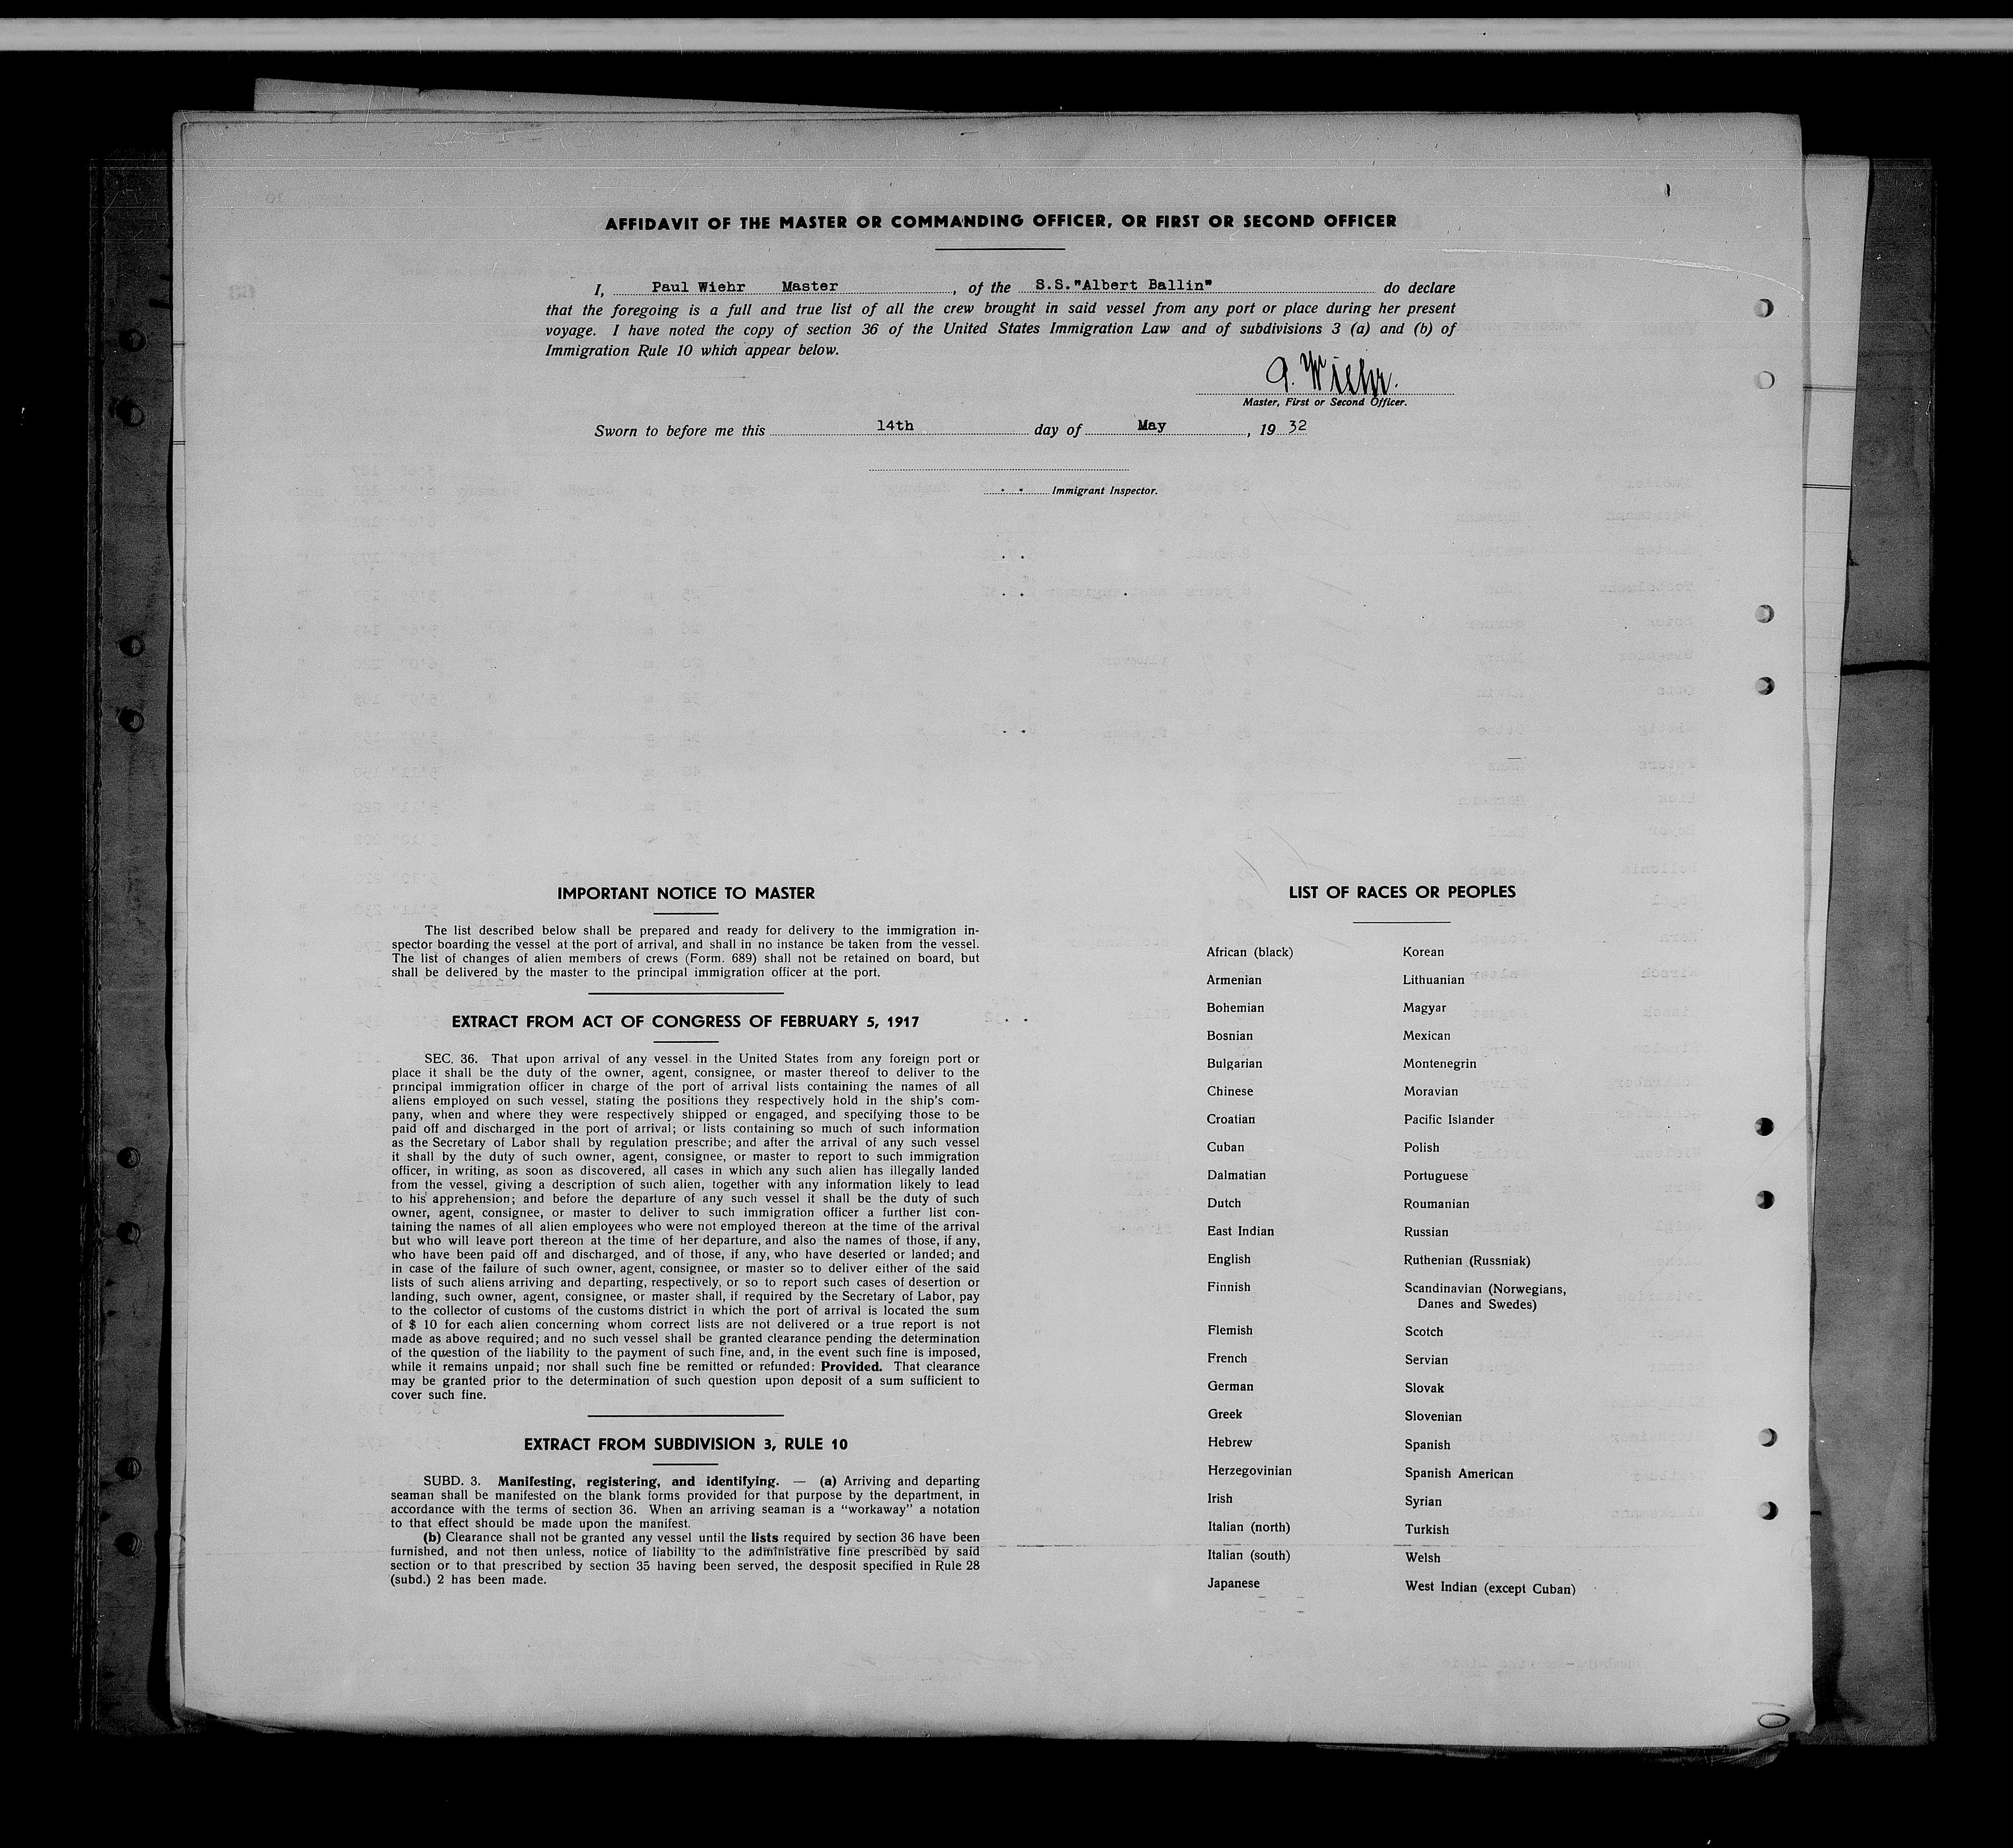 AFFIDAVIT OF THE MASTER OR COMMANDING OFFICER, OR FIRST OR SECOND OFFICER
I, Paul Wiehr Master, of the S.S."Albert Ballin" do declare
that the foregoing is a full and true list of all the crew brought in said vessel from any port or place during her present
voyage. I have noted the copy of section 36 of the United States Immigration Law and of subdivisions 3 (a) and (b) of
Immigration Rule 10 which appear below.
Wiehr.
Master, First or Second Officer.
Sworn to before me this 14th day of May, 19 32
Immigrant Inspector.
IMPORTANT NOTICE TO MASTER
The list described below shall be prepared and ready for delivery to the immigration in-
spector boarding the vessel at the port of arrival, and shall in no instance be taken from the vessel.
The list of changes of alien members of crews (Form. 689) shall not be retained on board, but
shall be delivered by the master to the principal immigration officer at the port.
EXTRACT FROM ACT OF CONGRESS OF FEBRUARY 5, 1917
SEC. 36. That upon arrival of any vessel in the United States from any foreign port or
place it shall be the duty of the owner, agent, consignee, or master thereof to deliver to the
principal immigration officer in charge of the port of arrival lists containing the names of all
aliens employed on such vessel, stating the positions they respectively hold in the ship's com-
pany, when and where they were respectively shipped or engaged, and specifying those to be
paid off and discharged in the port of arrival; or lists containing so much of such information
as the Secretary of Labor shall by regulation prescribe; and after the arrival of any such vessel
it shall by the duty of such owner, agent, consignee, or master to report to such immigration
officer, in writing, as soon as discovered, all cases in which any such alien has illegally landed
from the vessel, giving a description of such alien, together with any information likely to lead
to his apprehension; and before the departure of any such vessel it shall be the duty of such
owner, agent, consignee, or master to deliver to such immigration officer a further list con-
taining the names of all alien employees who were not employed thereon at the time of the arrival
but who will leave port thereon at the time of her departure, and also the names of those, if any,
who have been paid off and discharged, and of those, if any, who have deserted or landed; and
in case of the failure of such owner, agent, consignee, or master so to deliver either of the said
lists of such aliens arriving and departing, respectively, or so to report such cases of desertion or
landing, such owner, agent, consignee, or master shall, if required by the Secretary of Labor, pay
to the collector of customs of the customs district in which the port of arrival is located the sum
of $ 10 for each alien concerning whom correct lists are not delivered or a true report is not
made as above required; and no such vessel shall be granted clearance pending the determination
of the question of the liability to the payment of such fine, and, in the event such fine is imposed,
while it remains unpaid; nor shall such fine be remitted or refunded: Provided. That clearance
may be granted prior to the determination of such question upon deposit of a sum sufficient to
cover such fine.
EXTRACT FROM SUBDIVISION 3, RULE 10
SUBD. 3. Manifesting, registering, and identifying. — (a) Arriving and departing
seaman shall be manifested on the blank forms provided for that purpose by the department, in
accordance with the terms of section 36. When an arriving seaman is a "workaway" a notation
to that effect should be made upon the manifest.
(b) Clearance shall not be granted any vessel until the lists required by section 36 have been
furnished, and not then unless, notice of liability to the administrative fine prescribed by said
section or to that prescribed by section 35 having been served, the desposit specified in Rule 28
(subd.) 2 has been made.
LIST OF RACES OR PEOPLES
African (black)
Armenian
Bohemian
Bosnian
Bulgarian
Chinese
Croatian
Cuban
Dalmatian
Dutch
East Indian
English
Finnish
Flemish
French
German
Greek
Hebrew
Herzegovinian
Irish
Italian (north)
Italian (south)
Japanese
Korean
Lithuanian
Magyar
Mexican
Montenegrin
Moravian
Pacific Islander
Polish
Portuguese
Roumanian
Russian
Ruthenian (Russniak)
Scandinavian (Norwegians,
Danes and Swedes)
Scotch
Servian
Slovak
Slovenian
Spanish
Spanish American
Syrian
Turkish
Welsh
West Indian (except Cuban)